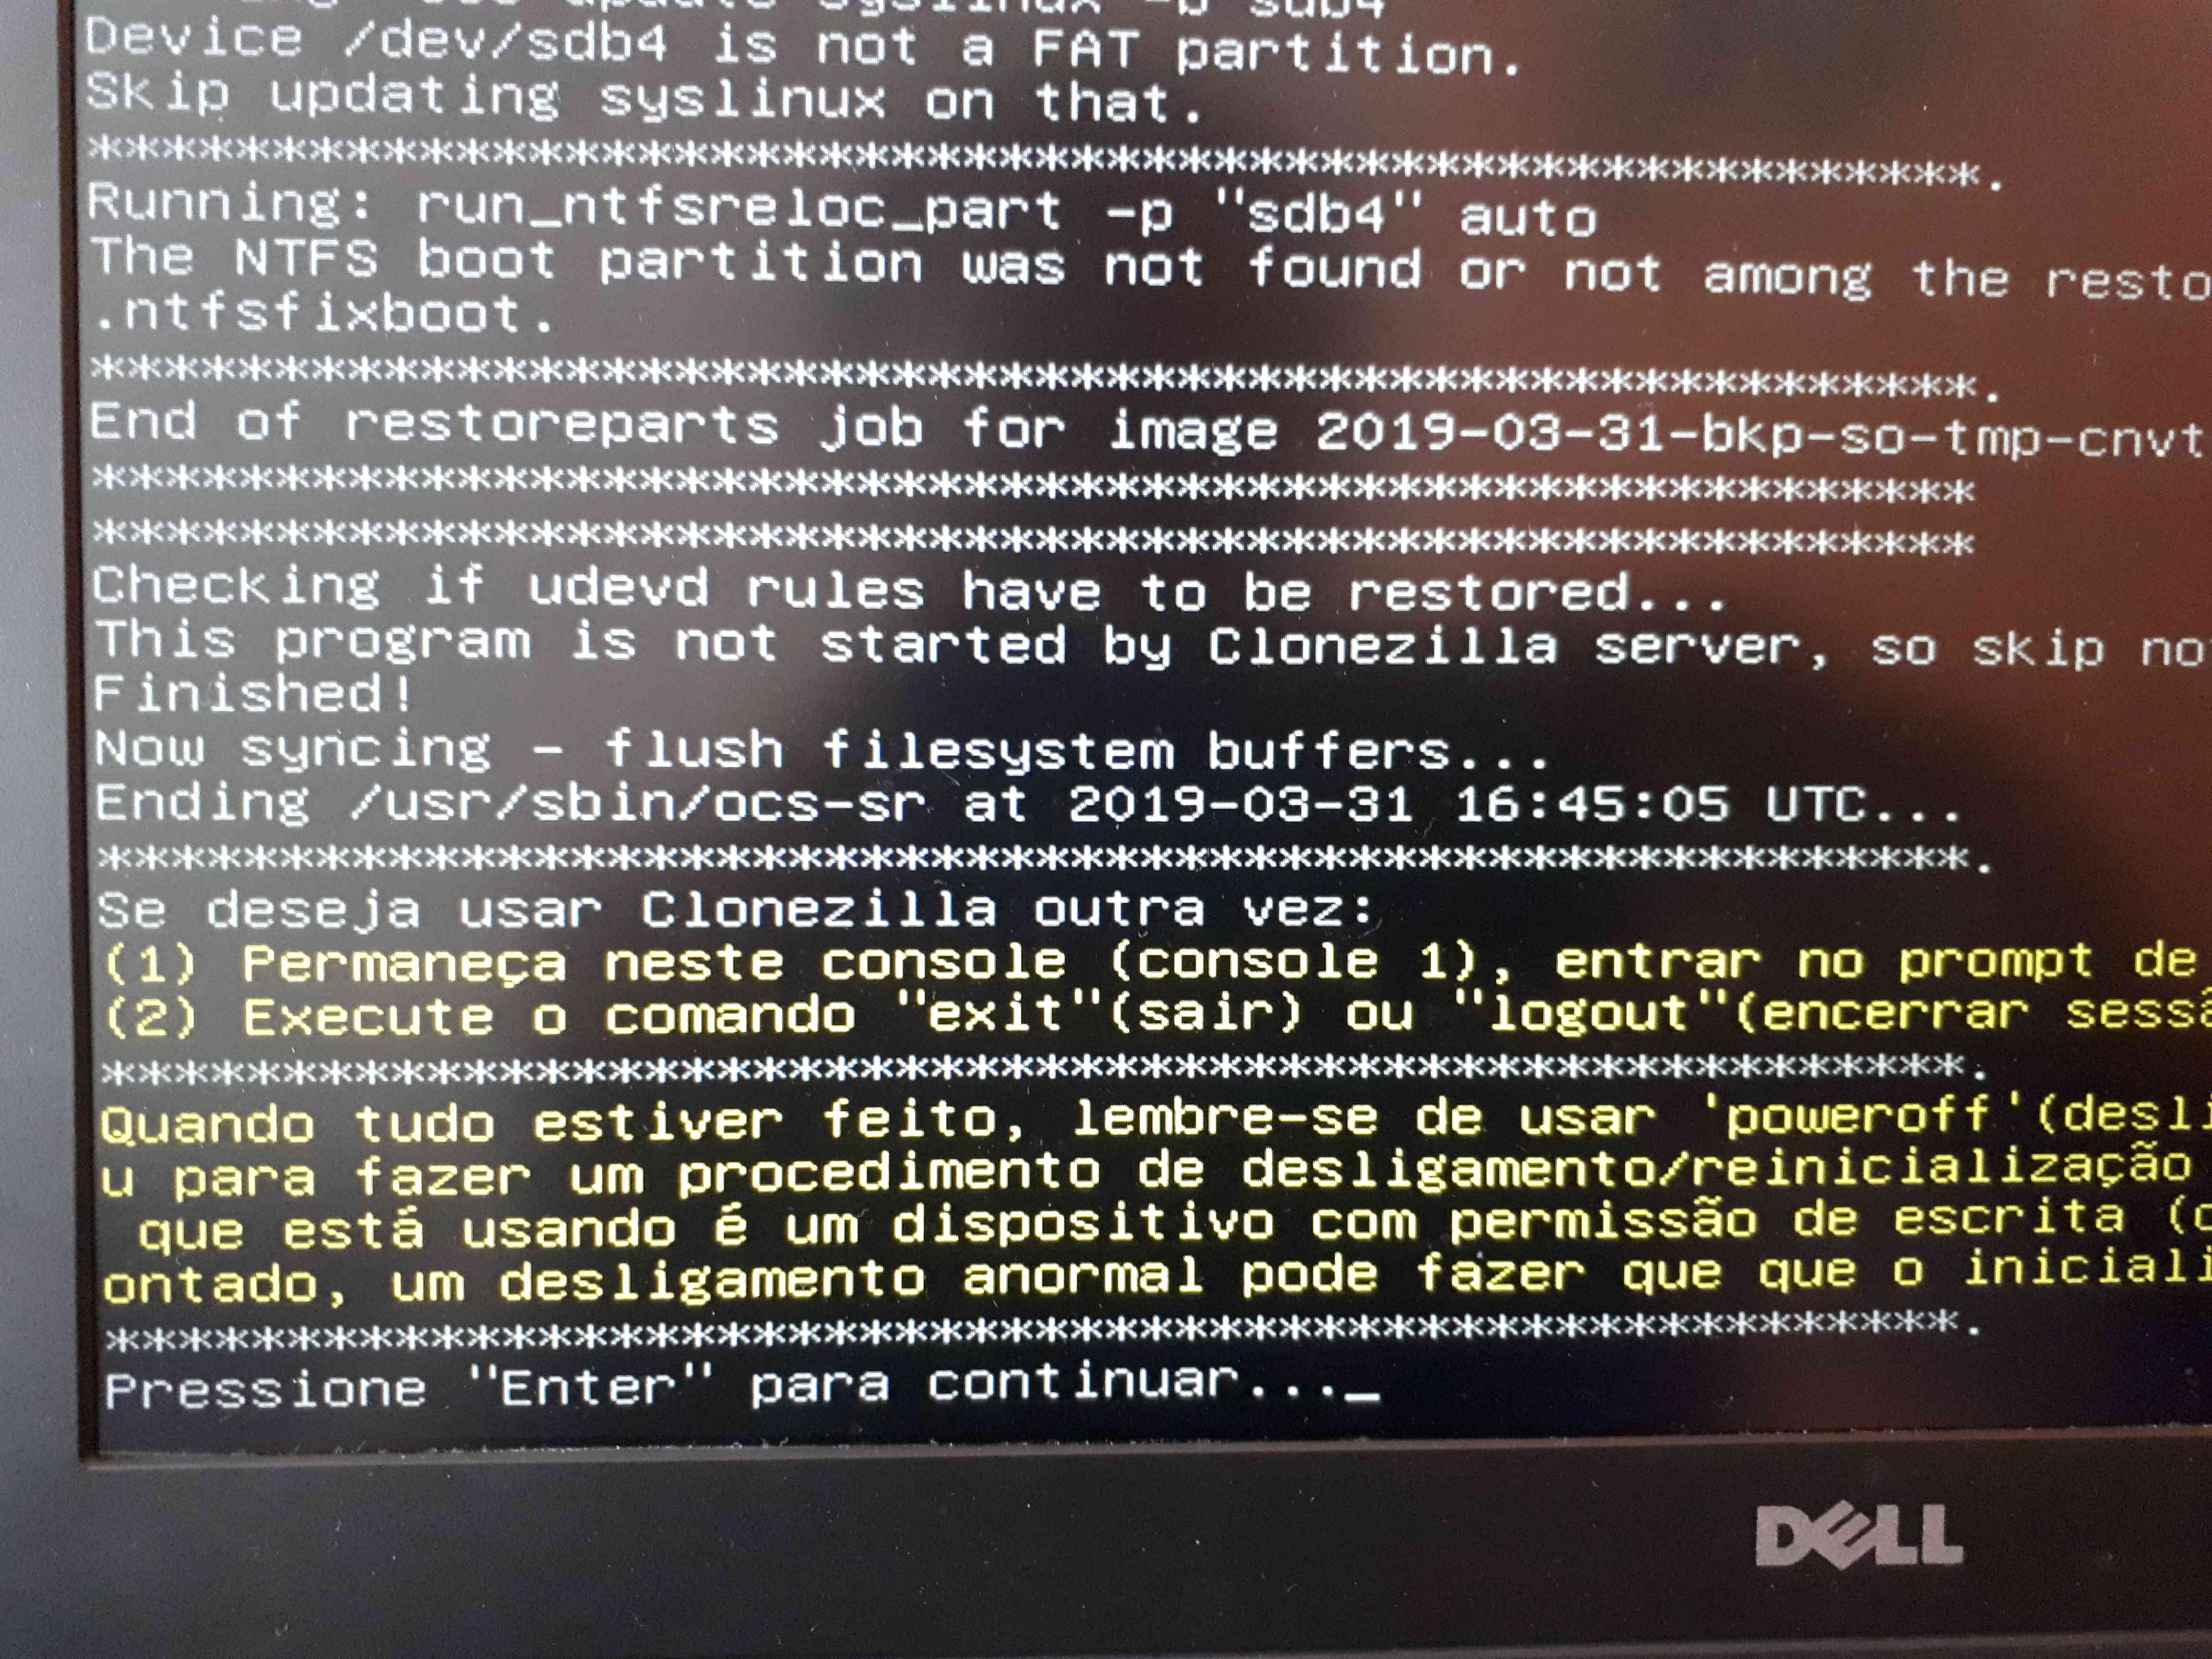 update syslinux -b sdb4
Device /dev/sdb4 is not a FAT partition.
Skip updating syslinux on that.
****************************************************.
Running: run_ntfsreloc_part -p "sdb4" auto
The NTFS boot partition was not found or not among the resto
.ntfsfixboot.
****************************************************.
End of restoreparts job for image 2019-03-31-bkp-so-tmp-cnvt
****************************************************
****************************************************
Checking if udevd rules have to be restored...
This program is not started by Clonezilla server, so skip no
Finished!
Now syncing - flush filesystem buffers...
Ending /usr/sbin/ocs-sr at 2019-03-31 16:45:05 UTC...
****************************************************.
Se deseja usar Clonezilla outra vez:
(1) Permaneça neste console (console 1), entrar no prompt de
(2) Execute o comando "exit"(sair) ou "logout"(encerrar sessã
****************************************************.
Quando tudo estiver feito, lembre-se de usar 'poweroff'(desli
u para fazer um procedimento de desligamento/reinicialização
que está usando é um dispositivo com permissão de escrita (
ontado, um desligamento anormal pode fazer que que o iniciali
****************************************************.
Pressione "Enter" para continuar..._
DELL